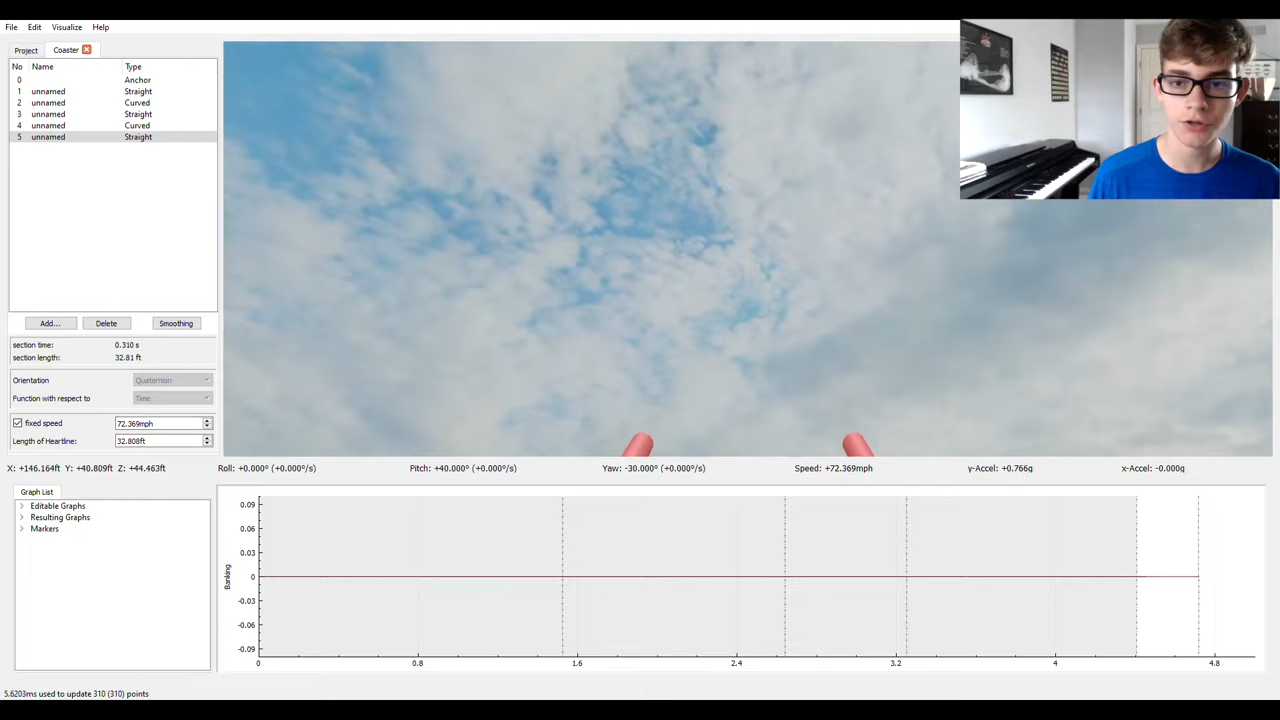 File Edit Visualize Help
Project Coaster
No Name Type
0 Anchor
1 unnamed Straight
2 unnamed Curved
3 unnamed Straight
4 unnamed Curved
5 unnamed Straight
Add... Delete Smoothing
section time: 0.310 s
section length: 32.81 ft
Orientation Quaternion
Function with respect to Time
fixed speed 72.369mph
Length of Heartline: 32.808ft
X: +146.164ft Y: +40.809ft Z: +44.463ft Roll: +0.000° (+0.000°/s) Pitch: +40.000° (+0.000°/s) Yaw: -30.000° (+0.000°/s) Speed: +72.369mph y-Accel: +0.766g x-Accel: -0.000g
Graph List
Editable Graphs
Resulting Graphs
Markers
Banking
0.09
0.06
0.03
0
-0.03
-0.06
-0.09
0 0.8 1.6 2.4 3.2 4 4.8
5.6203ms used to update 310 (310) points